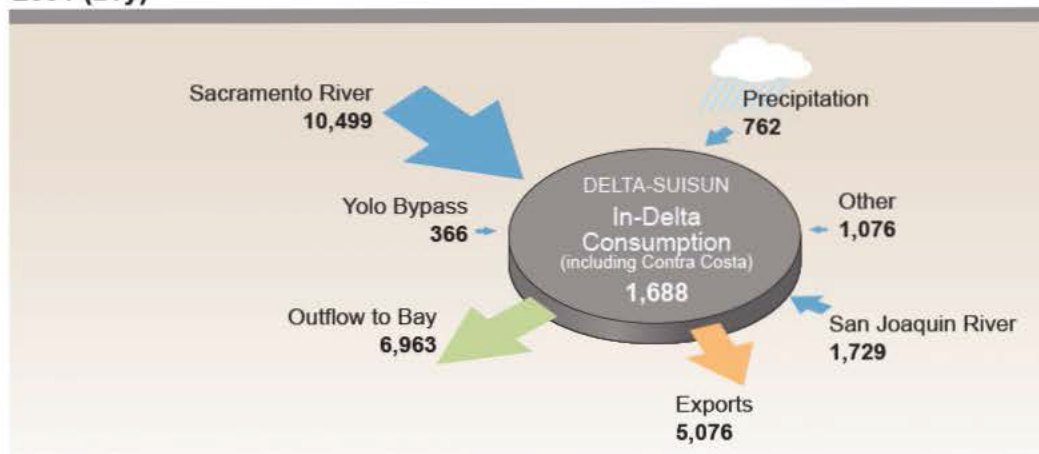 Sacramento River
10,499
Precipitation
762
DELTA-SUISUN
In-Delta
Consumption
(including Contra Costa)
1,688
Yolo Bypass
366
Other
1,076
Outflow to Bay
6,963
San Joaquin River
1,729
Exports
5,076